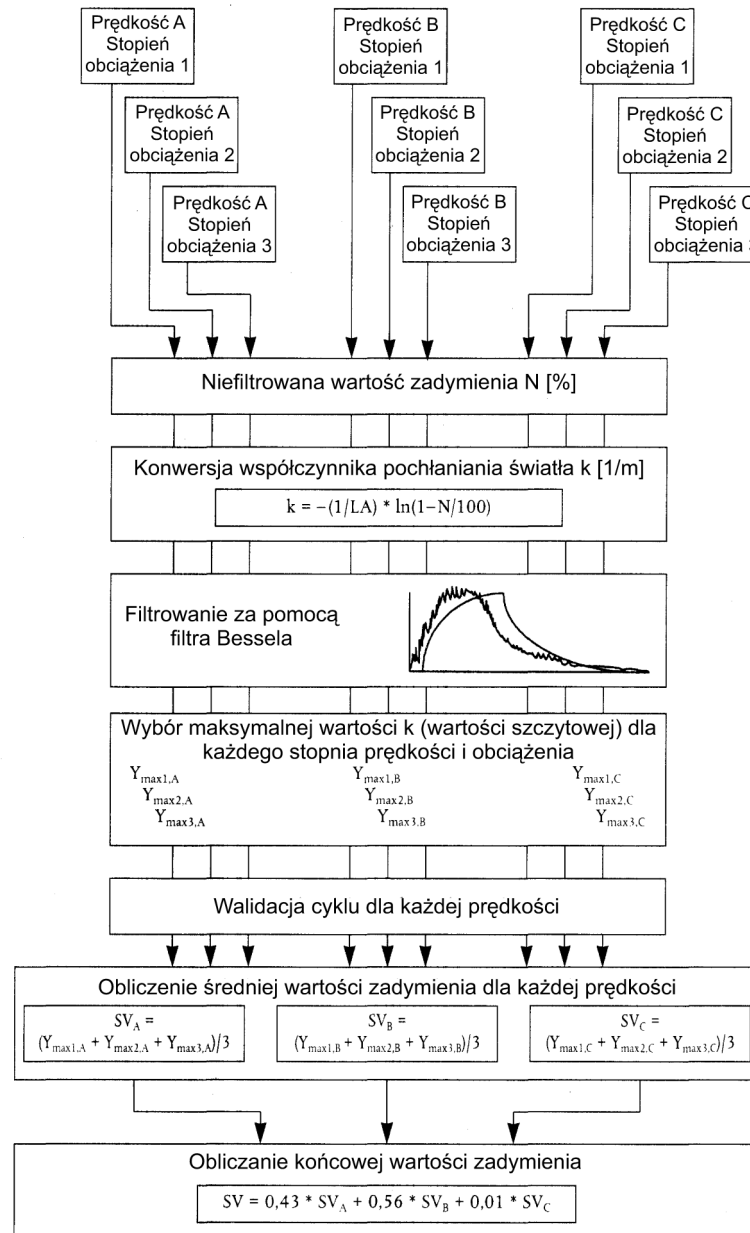 Prędkość A
Stopień
obciążenia 1
Prędkość B
Stopień
obciążenia 1
Prędkość C
Stopień
obciążenia 1
Prędkość A
Stopień
obciążenia 2
Prędkość B
Stopień
obciążenia 2
Prędkość C
Stopień
obciążenia 2
Prędkość A
Stopień
obciążenia 3
Prędkość B
Stopień
obciążenia 3
Prędkość C
Stopień
obciążenia 3
Niefiltrowana wartość zadymienia N [%]
Konwersja współczynnika pochłaniania światła k [1/m]
k = −(1/LA) * ln(1−N/100)
Filtrowanie za pomocą
filtra Bessela
Wybór maksymalnej wartości k (wartości szczytowej) dla
każdego stopnia prędkości i obciążenia
Ymax1,A Ymax1,B Ymax1,C
Ymax2,A Ymax2,B Ymax2,C
Ymax3,A Ymax3,B Ymax3,C
Walidacja cyklu dla każdej prędkości
Obliczenie średniej wartości zadymienia dla każdej prędkości
SVA =
(Ymax1,A + Ymax2,A + Ymax3,A)/3
SVB =
(Ymax1,B + Ymax2,B + Ymax3,B)/3
SVC =
(Ymax1,C + Ymax2,C + Ymax3,C)/3
Obliczanie końcowej wartości zadymienia
SV = 0,43 * SVA + 0,56 * SVB + 0,01 * SVC